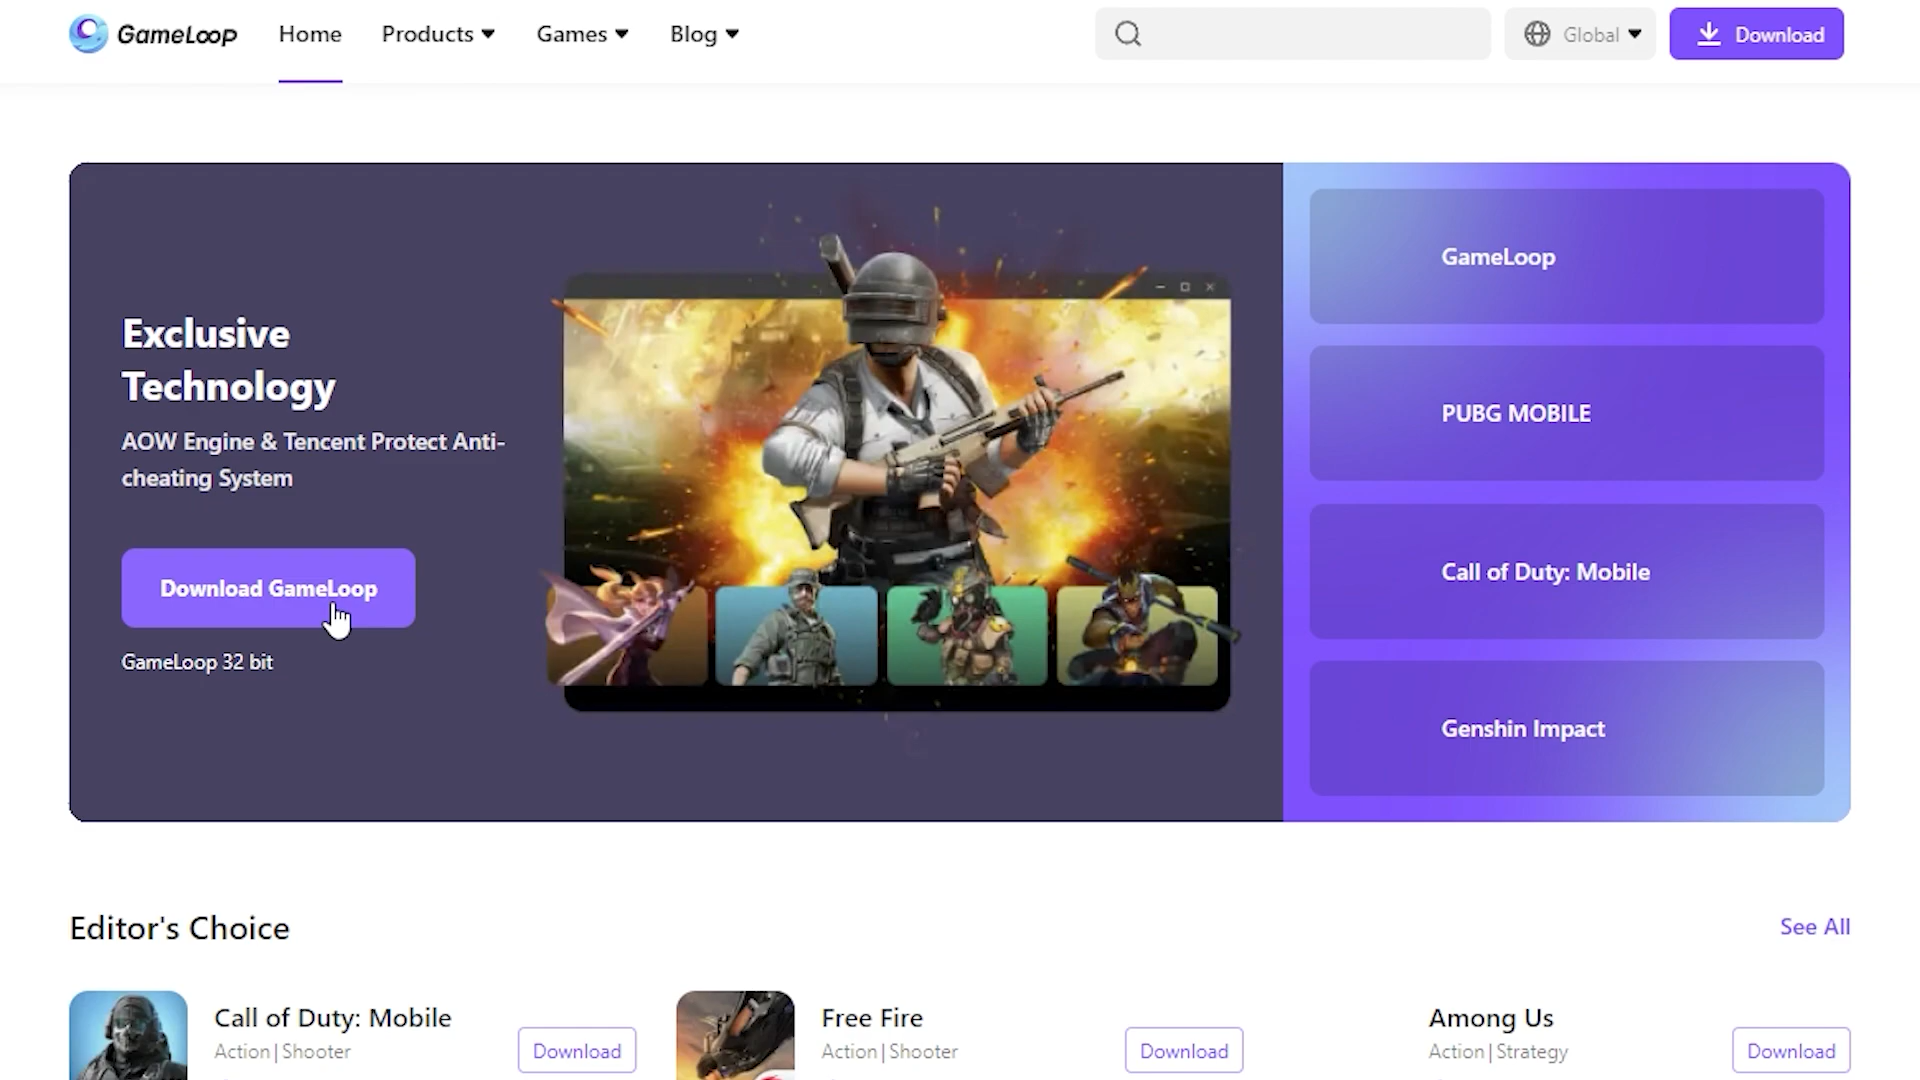 GameLoop
Home
Products
Games
Blog
Global
Download
Exclusive
Technology
AOW Engine & Tencent Protect Anti-
cheating System
Download GameLoop
GameLoop 32 bit
GameLoop
PUBG MOBILE
Call of Duty: Mobile
Genshin Impact
Editor's Choice
See All
Call of Duty: Mobile
Action | Shooter
Download
Free Fire
Action | Shooter
Download
Among Us
Action | Strategy
Download